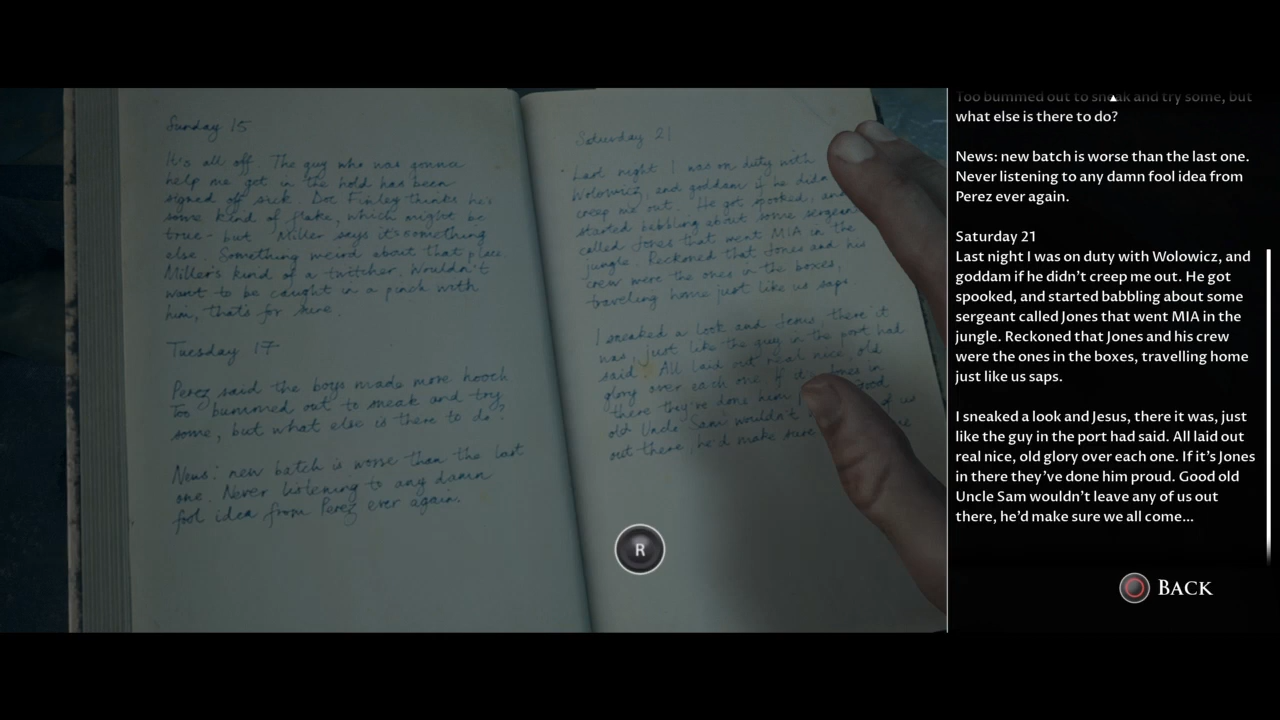 Sunday 15
It's all off. The guy who was gonna
help me get in the hold has been
signed off sick. Doc Finley thinks he's
some kind of flake, which might be
true - but Miller says it's something
else. Something weird about that place.
Miller's kind of a twitcher. Wouldn't
want to be caught in a pinch with
him, that's for sure.
Tuesday 17
Perez said the boys made more hooch
Too bummed out to sneak and try
some, but what else is there to do?
News: new batch is worse than the last
one. Never listening to any damn
fool idea from Perez ever again.
Saturday 21
Last night I was on duty with
Wolowicz, and goddam if he didn
creep me out. He got spooked, and
started babbling about some sergean
called Jones that went MIA in the
jungle. Reckoned that Jones and his
crew were the ones in the boxes,
traveling home just like us saps.
I sneaked a look and Jesus, there it
was, just like the guy in the port had
said. All laid out real nice, old
glory over each one. If it's Jones in
there they've done him good
old Uncle Sam wouldn't of us
out there, he'd make sure
R
Too bummed out to sneak and try some, but
what else is there to do?
News: new batch is worse than the last one.
Never listening to any damn fool idea from
Perez ever again.
Saturday 21
Last night I was on duty with Wolowicz, and
goddam if he didn't creep me out. He got
spooked, and started babbling about some
sergeant called Jones that went MIA in the
jungle. Reckoned that Jones and his crew
were the ones in the boxes, travelling home
just like us saps.
I sneaked a look and Jesus, there it was, just
like the guy in the port had said. All laid out
real nice, old glory over each one. If it's Jones
in there they've done him proud. Good old
Uncle Sam wouldn't leave any of us out
there, he'd make sure we all come...
BACK